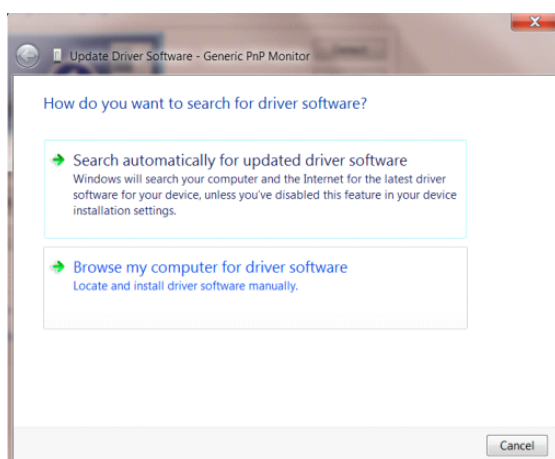 Update Driver Software - Generic PnP Monitor
How do you want to search for driver software?
Search automatically for updated driver software
Windows will search your computer and the Internet for the latest driver
software for your device, unless you've disabled this feature in your device
installation settings.
Browse my computer for driver software
Locate and install driver software manually.
Cancel